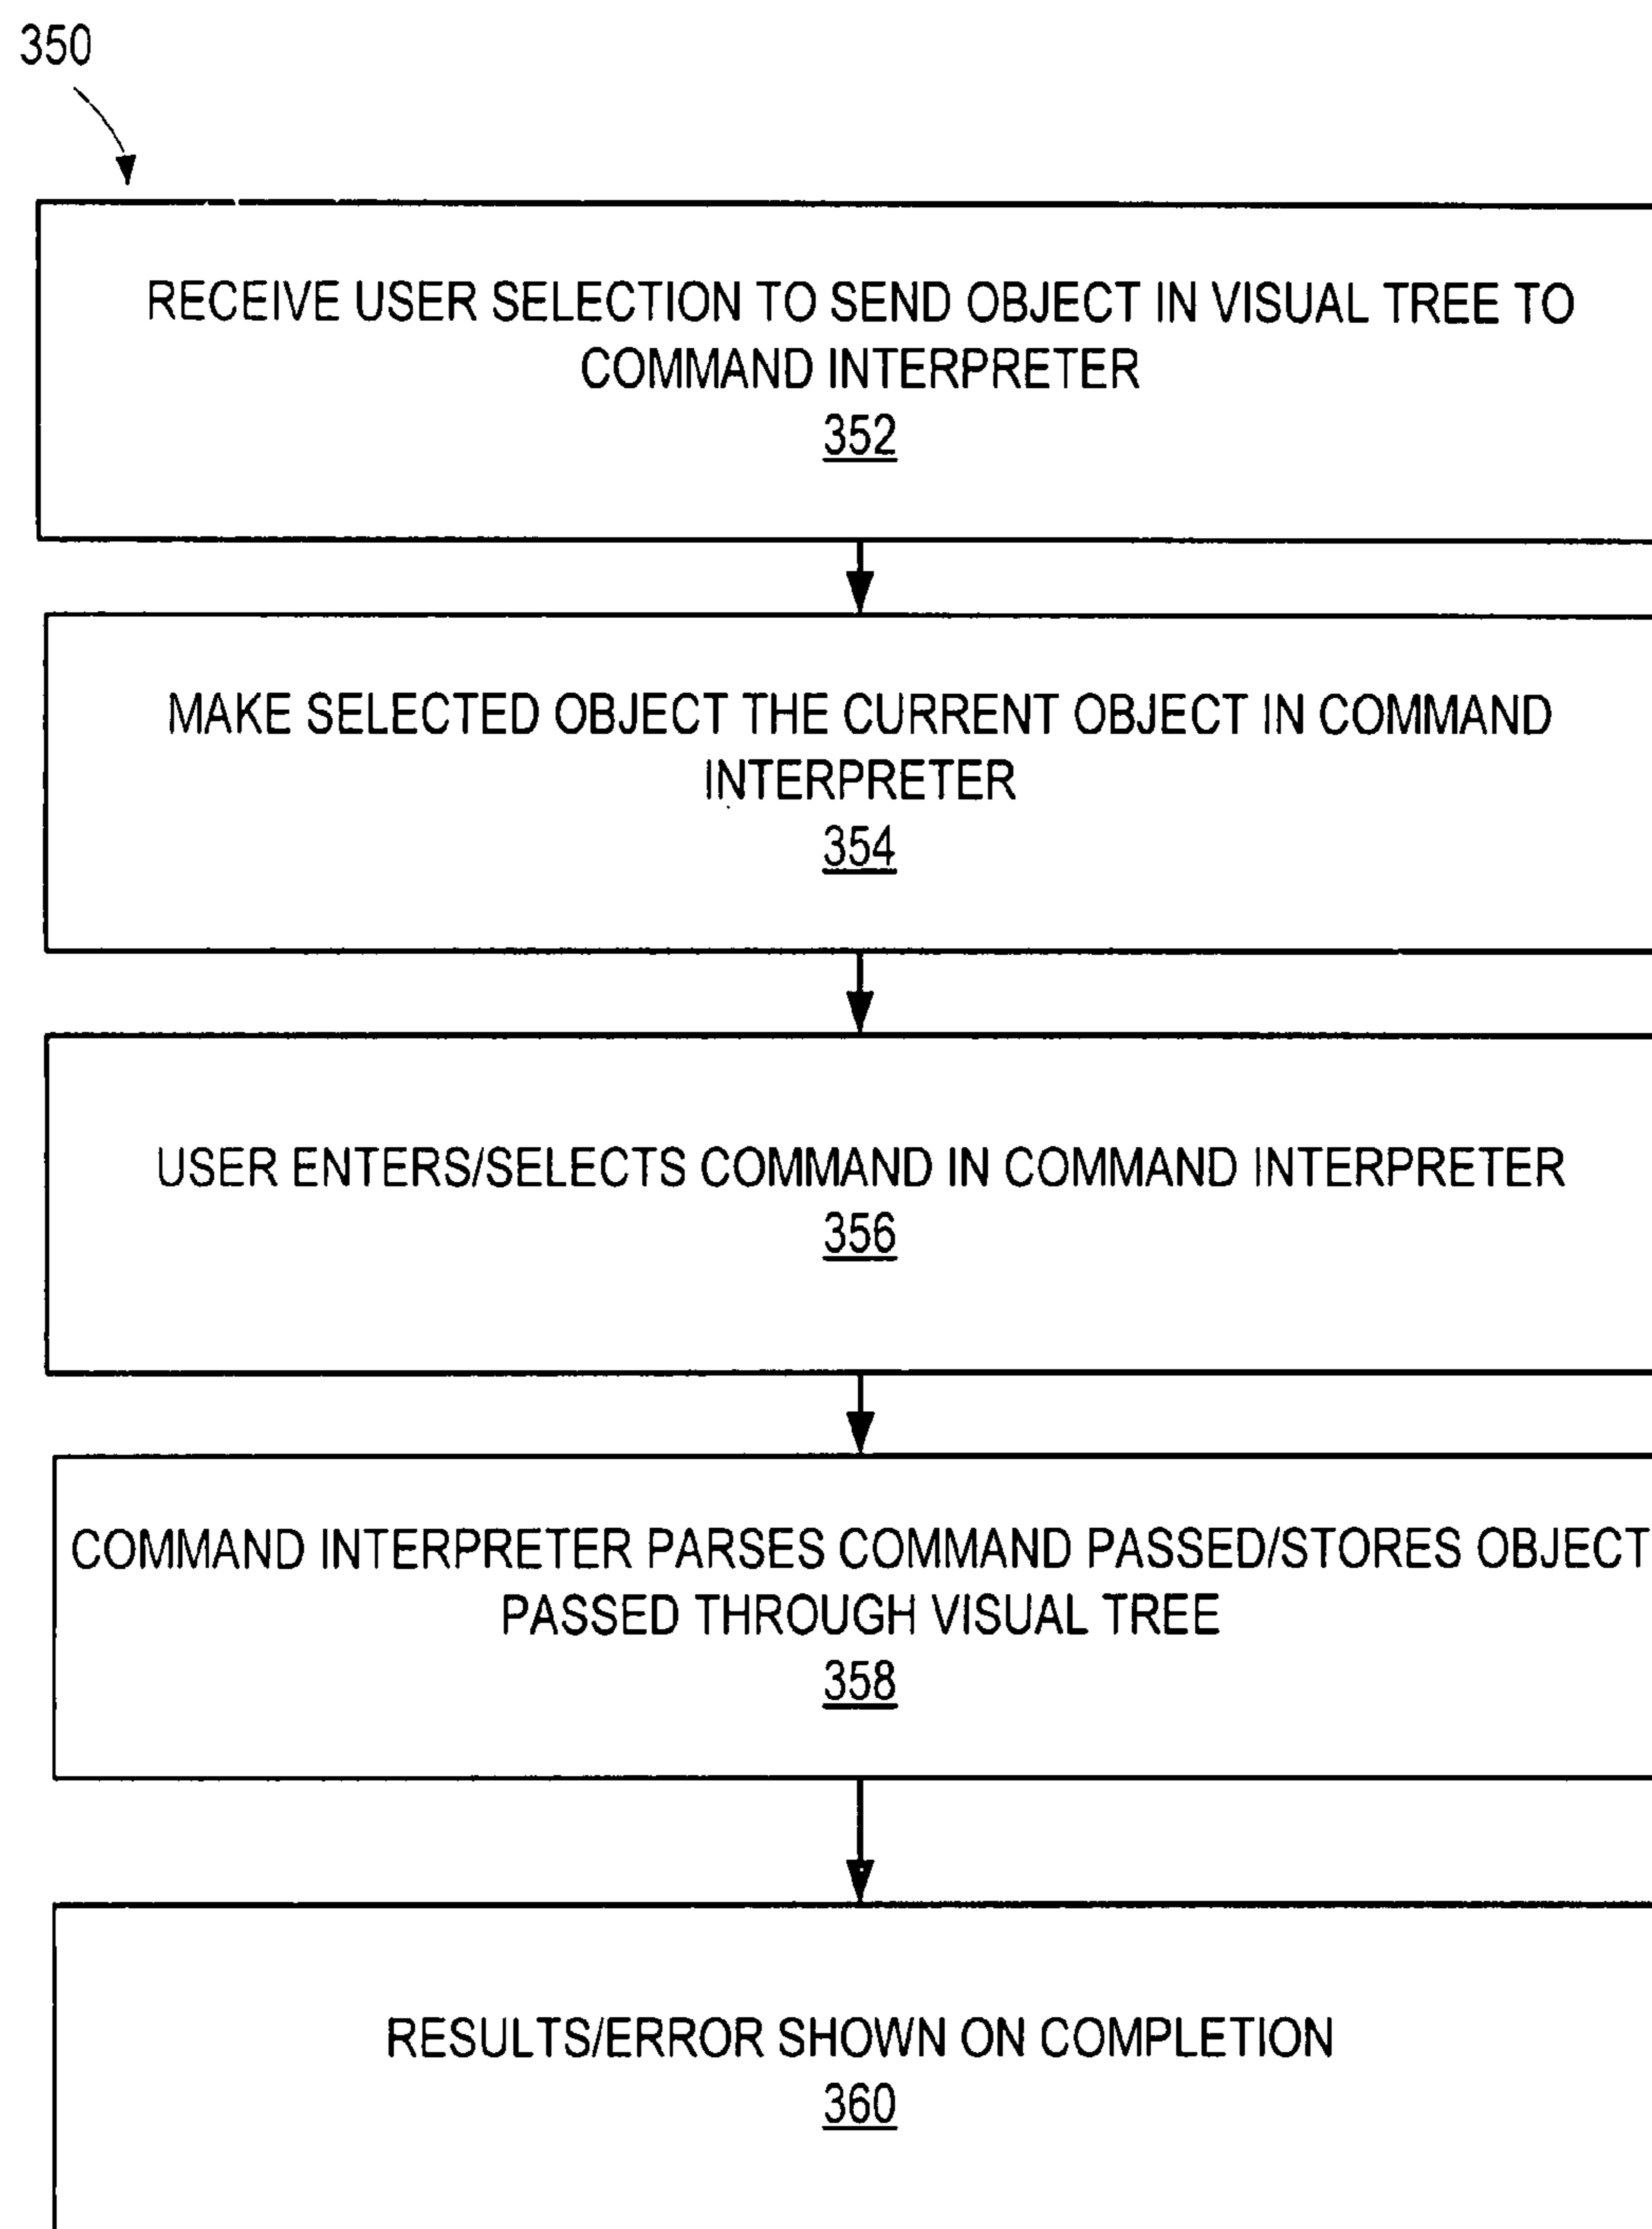 350
RECEIVE USER SELECTION TO SEND OBJECT IN VISUAL TREE TO
COMMAND INTERPRETER
352
MAKE SELECTED OBJECT THE CURRENT OBJECT IN COMMAND
INTERPRETER
354
USER ENTERS/SELECTS COMMAND IN COMMAND INTERPRETER
356
COMMAND INTERPRETER PARSES COMMAND PASSED/STORES OBJECT
PASSED THROUGH VISUAL TREE
358
RESULTS/ERROR SHOWN ON COMPLETION
360